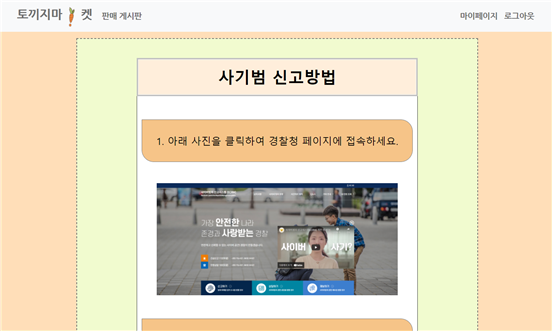 토끼지마 켓 판매 게시판 마이페이지 로그아웃
사기범 신고방법
1. 아래 사진을 클릭하여 경찰청 페이지에 접속하세요.
가장 안전한 나라
존경과 사랑받는 경찰
사이버 사기?